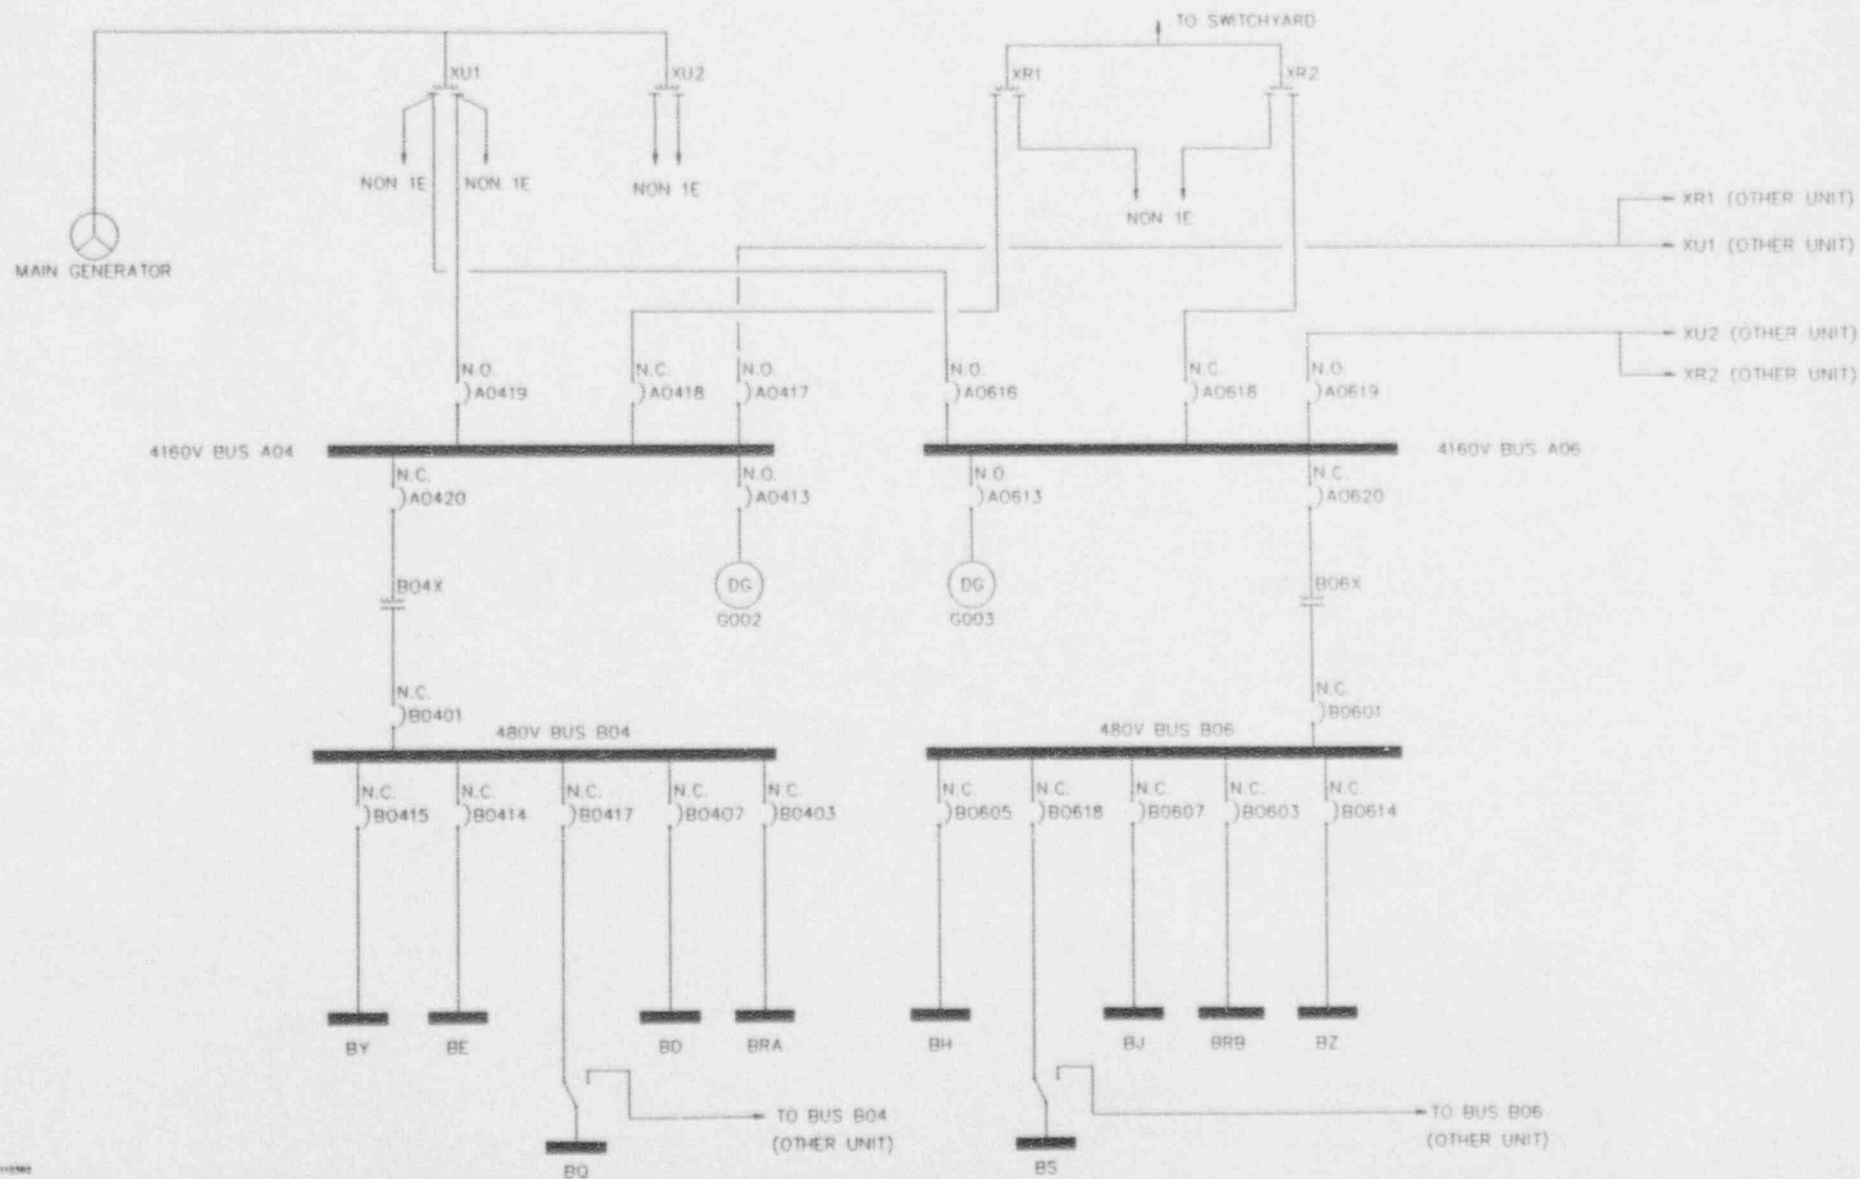 TO SWITCHYARD
XU1
XU2
XR1
XR2
NON 1E
NON 1E
NON 1E
NON 1E
XR1 (OTHER UNIT)
XU1 (OTHER UNIT)
MAIN GENERATOR
XU2 (OTHER UNIT)
XR2 (OTHER UNIT)
N.O.
A0419
N.C.
A0418
N.O.
A0417
N.O.
A0616
N.C.
A0618
N.O.
A0619
4160V BUS A04
4160V BUS A06
N.C.
A0420
N.O.
A0413
N.O
A0613
N.C.
A0620
B04X
DG
G002
DG
G003
B06X
N.C.
B0401
N.C.
B0601
480V BUS B04
480V BUS B06
N.C.
B0415
N.C.
B0414
N.C.
B0417
N.C.
B0407
N.C.
B0403
N.C.
B0605
N.C.
B0618
N.C.
B0607
N.C.
B0603
N.C.
B0614
BY
BE
BD
BRA
BH
BJ
BRB
BZ
TO BUS B04
(OTHER UNIT)
TO BUS B06
(OTHER UNIT)
BQ
BS